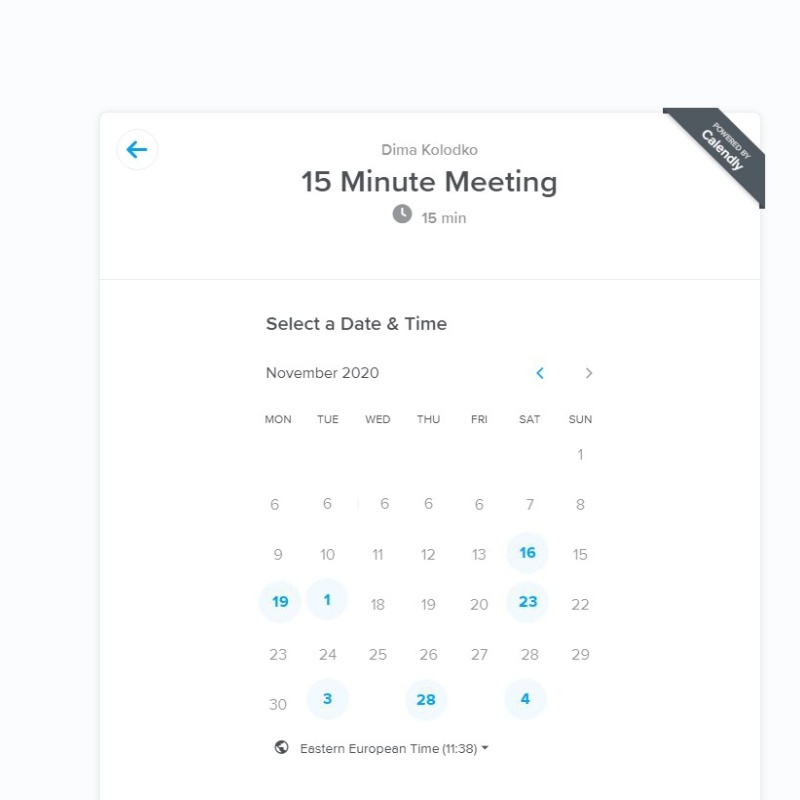 POWERED BY
Calendly
Dima Kolodko
15 Minute Meeting
15 min
Select a Date & Time
November 2020
MON TUE WED THU FRI SAT SUN
1
6 6 6 6 6 7 8
9 10 11 12 13 16 15
19 1 18 19 20 23 22
23 24 25 26 27 28 29
30 3 28 4
Eastern European Time (11:38)